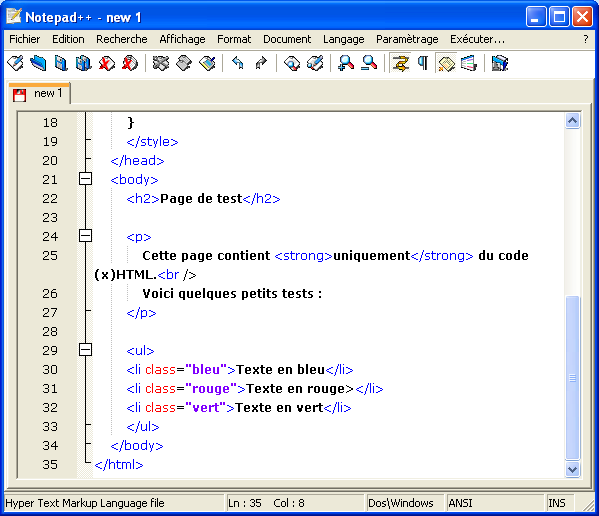 Notepad++ - new 1
Fichier Edition Recherche Affichage Format Document Langage Paramètrage Exécuter... ?
new 1
18 }
19 </style>
20 </head>
21 <body>
22 <h2>Page de test</h2>
23
24 <p>
25 Cette page contient <strong>uniquement</strong> du code
(x)HTML.<br />
26 Voici quelques petits tests :
27 </p>
28
29 <ul>
30 <li class="bleu">Texte en bleu</li>
31 <li class="rouge">Texte en rouge></li>
32 <li class="vert">Texte en vert</li>
33 </ul>
34 </body>
35 </html>
Hyper Text Markup Language file Ln : 35 Col : 8 Dos\Windows ANSI INS